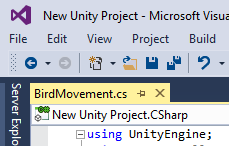 New Unity Project - Microsoft Visua
File Edit View Project Build
BirdMovement.cs
New Unity Project.CSharp
using UnityEngine;
Server Explo